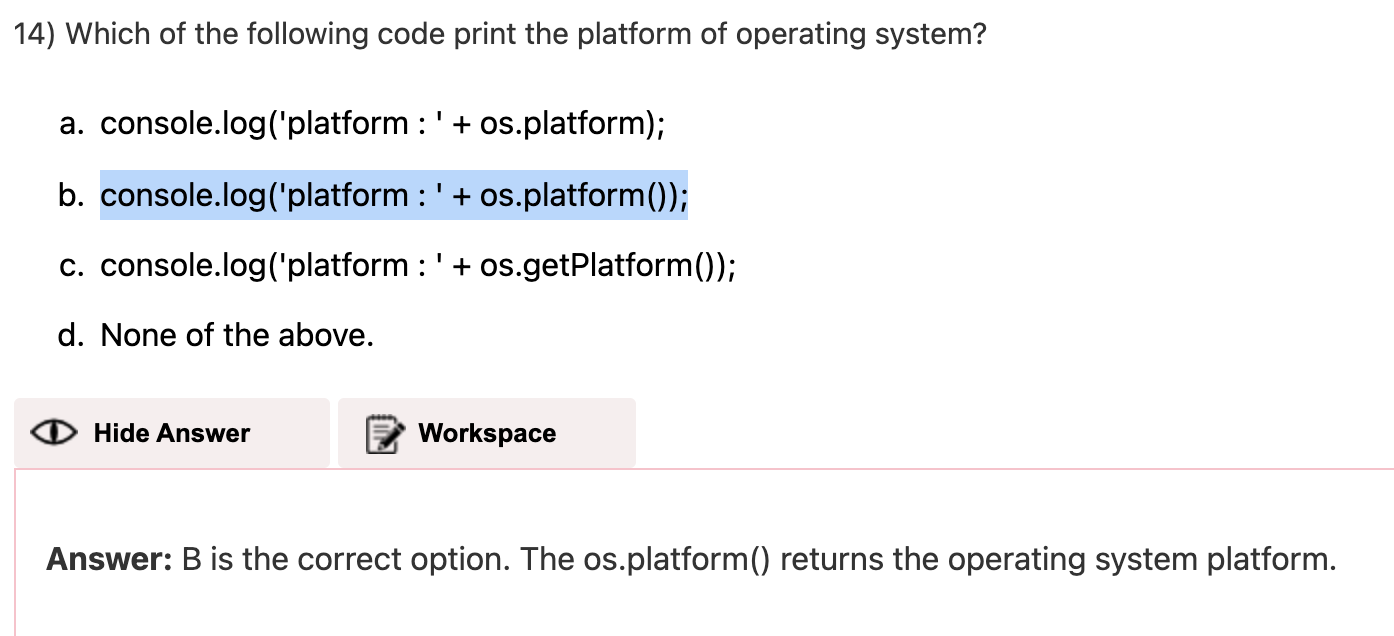 14) Which of the following code print the platform of operating system?
a. console.log('platform : ' + os.platform);
b. console.log('platform : ' + os.platform());
c. console.log('platform : ' + os.getPlatform());
d. None of the above.
Hide Answer Workspace
Answer: B is the correct option. The os.platform() returns the operating system platform.